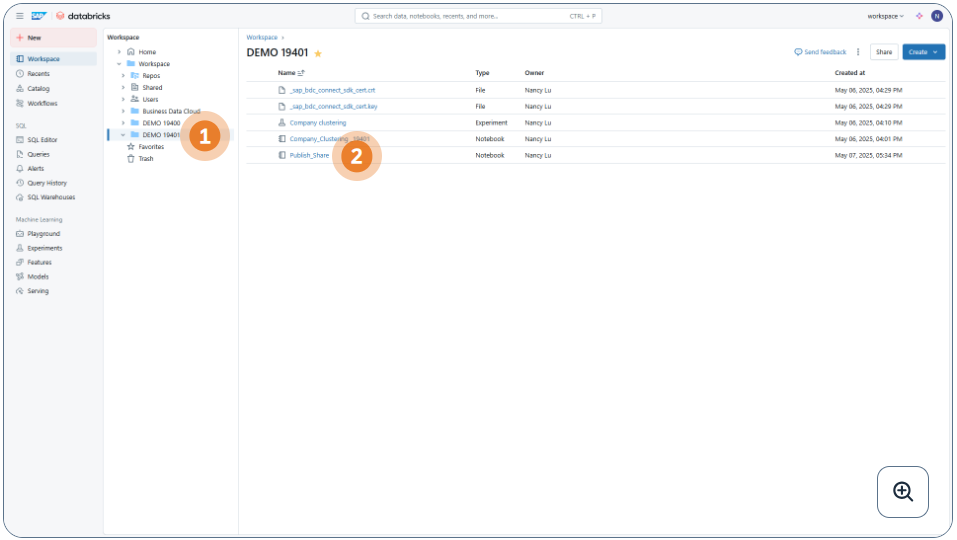 SAP databricks
Search data, notebooks, recents, and more... CTRL + P
workspace
N
New
Workspace
Recents
Catalog
Workflows
SQL
SQL Editor
Queries
Alerts
Query History
SQL Warehouses
Machine Learning
Playground
Experiments
Features
Models
Serving
Workspace
Home
Workspace
Repos
Shared
Users
Business Data Cloud
DEMO 19400
DEMO 19401
Favorites
Trash
1
Workspace >
DEMO 19401
Send feedback
Share
Create
Name Type Owner Created at
_sap_bdc_connect_sdk_cert.crt File Nancy Lu May 06, 2025, 04:29 PM
_sap_bdc_connect_sdk_cert.key File Nancy Lu May 06, 2025, 04:29 PM
Company clustering Experiment Nancy Lu May 06, 2025, 04:10 PM
Company_Clustering_19401 Notebook Nancy Lu May 06, 2025, 04:01 PM
Publish_Share Notebook Nancy Lu May 07, 2025, 05:34 PM
2